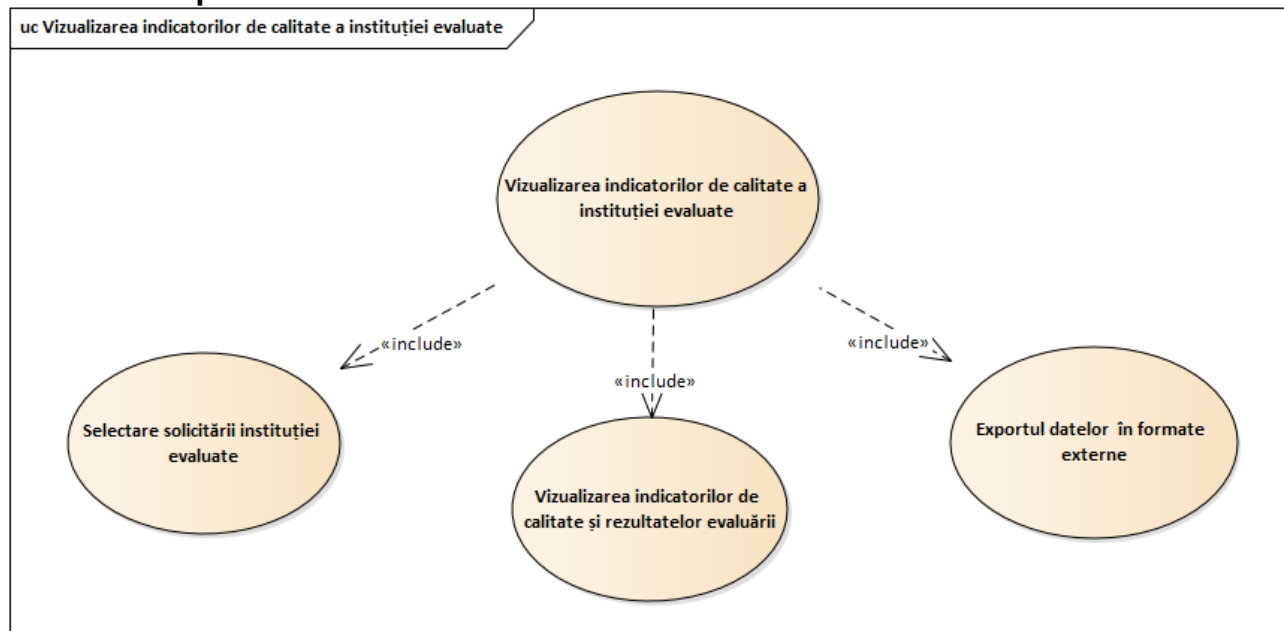 uc Vizualizarea indicatorilor de calitate a instituției evaluate
Vizualizarea indicatorilor de calitate a
instituției evaluate
«include»
«include»
«include»
Selectare solicitării instituției
evaluate
Vizualizarea indicatorilor de
calitate și rezultatelor evaluării
Exportul datelor în formate
externe